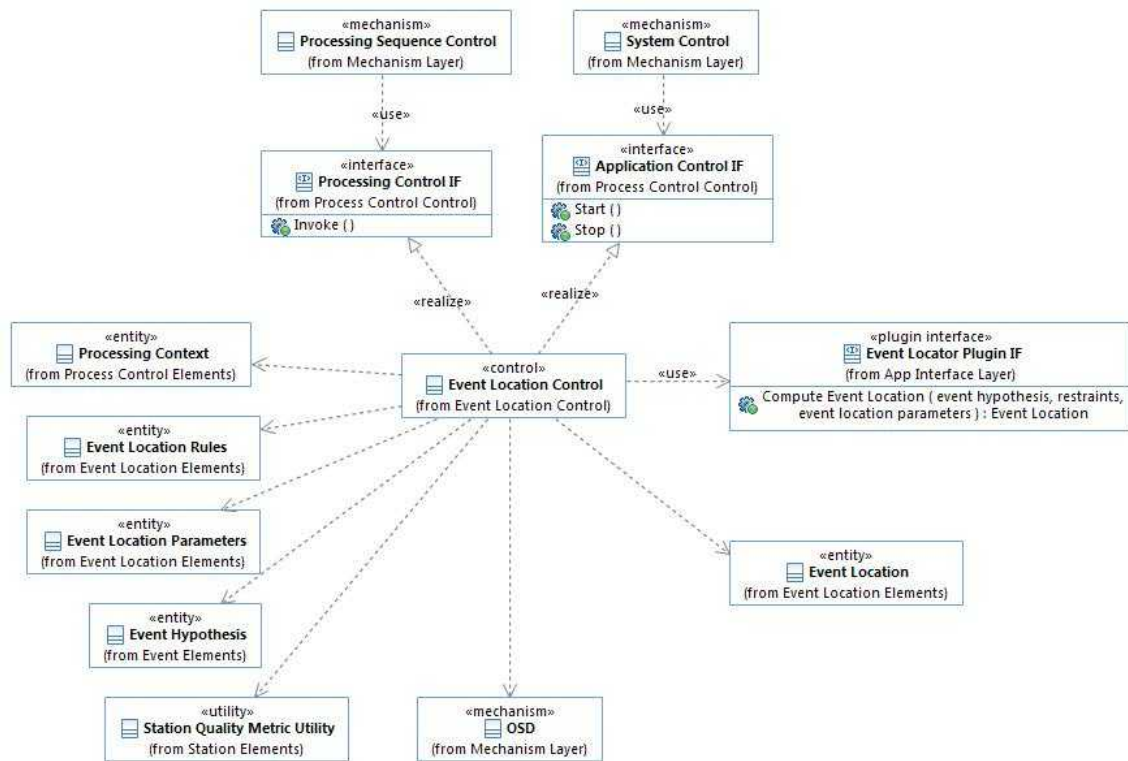 «mechanism»
Processing Sequence Control
(from Mechanism Layer)
«mechanism»
System Control
(from Mechanism Layer)
«use»
«use»
«interface»
Processing Control IF
(from Process Control Control)
Invoke ( )
«interface»
Application Control IF
(from Process Control Control)
Start ( )
Stop ( )
«realize»
«realize»
«entity»
Processing Context
(from Process Control Elements)
«control»
Event Location Control
(from Event Location Control)
«use»
«plugin interface»
Event Locator Plugin IF
(from App Interface Layer)
Compute Event Location ( event hypothesis, restraints,
event location parameters ) : Event Location
«entity»
Event Location Rules
(from Event Location Elements)
«entity»
Event Location Parameters
(from Event Location Elements)
«entity»
Event Location
(from Event Location Elements)
«entity»
Event Hypothesis
(from Event Elements)
«utility»
Station Quality Metric Utility
(from Station Elements)
«mechanism»
OSD
(from Mechanism Layer)